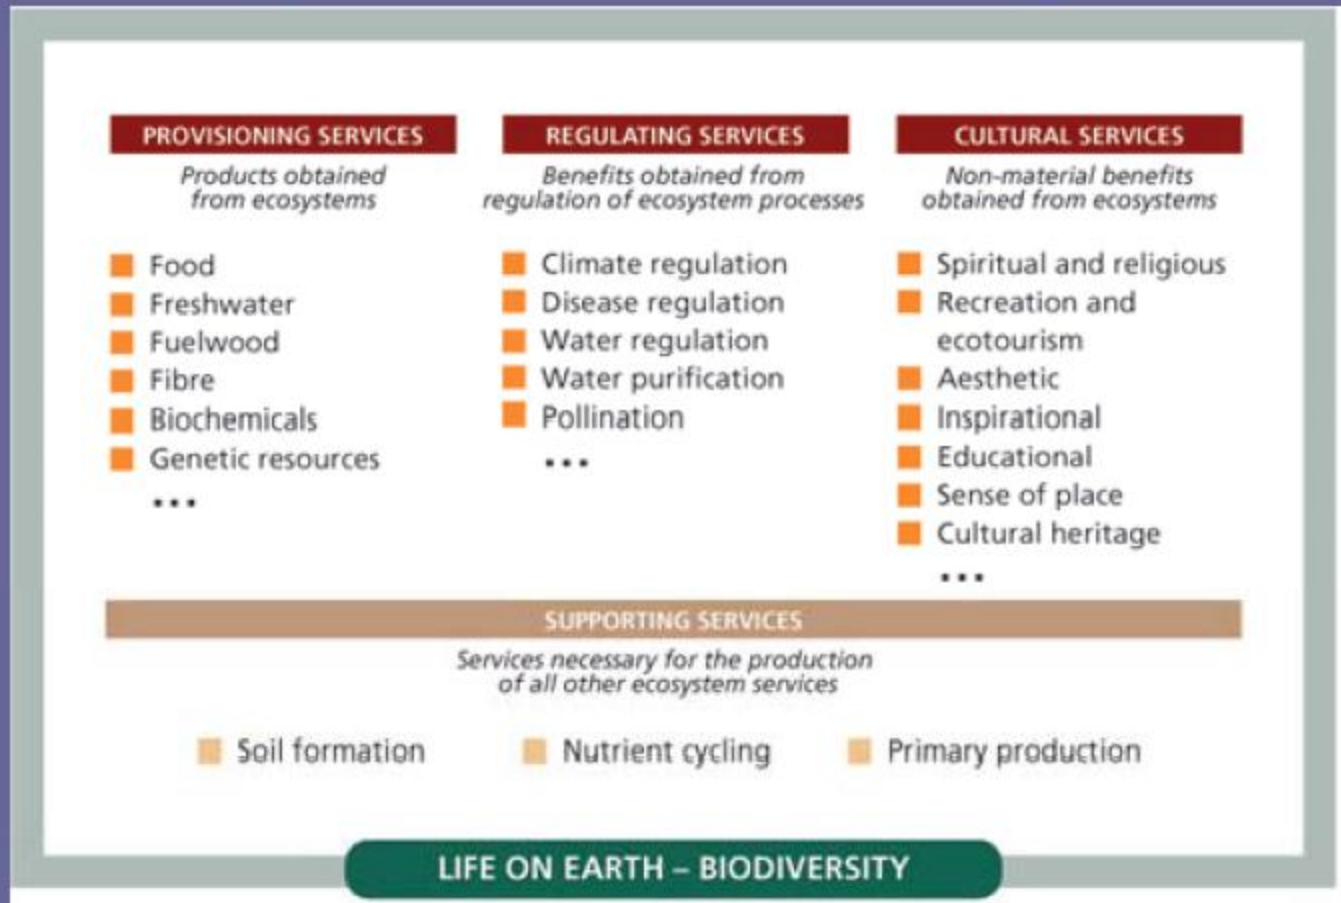 PROVISIONING SERVICES
Products obtained
from ecosystems
Food
Freshwater
Fuelwood
Fibre
Biochemicals
Genetic resources
...
REGULATING SERVICES
Benefits obtained from
regulation of ecosystem processes
Climate regulation
Disease regulation
Water regulation
Water purification
Pollination
...
CULTURAL SERVICES
Non-material benefits
obtained from ecosystems
Spiritual and religious
Recreation and
ecotourism
Aesthetic
Inspirational
Educational
Sense of place
Cultural heritage
...
SUPPORTING SERVICES
Services necessary for the production
of all other ecosystem services
Soil formation
Nutrient cycling
Primary production
LIFE ON EARTH – BIODIVERSITY